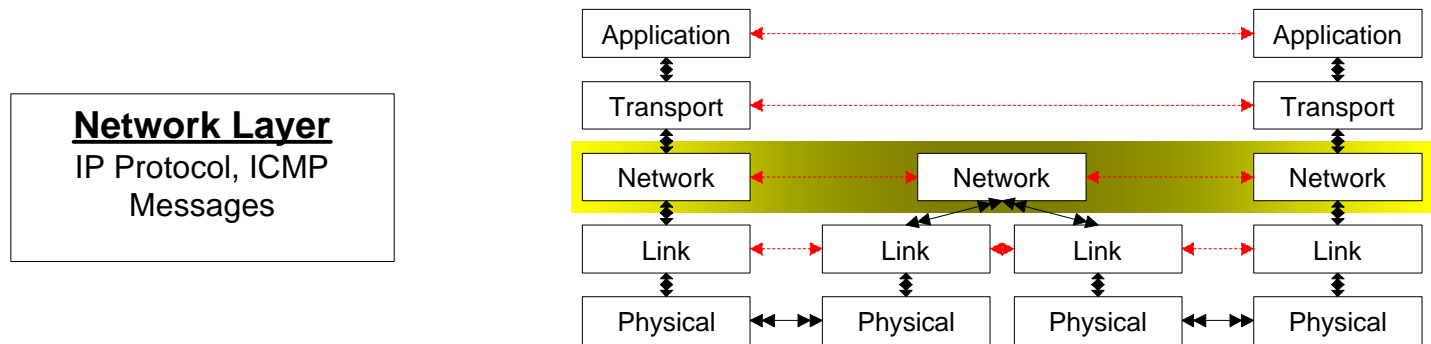 Network Layer
IP Protocol, ICMP
Messages
Application Application
Transport Transport
Network Network Network
Link Link Link Link
Physical Physical Physical Physical